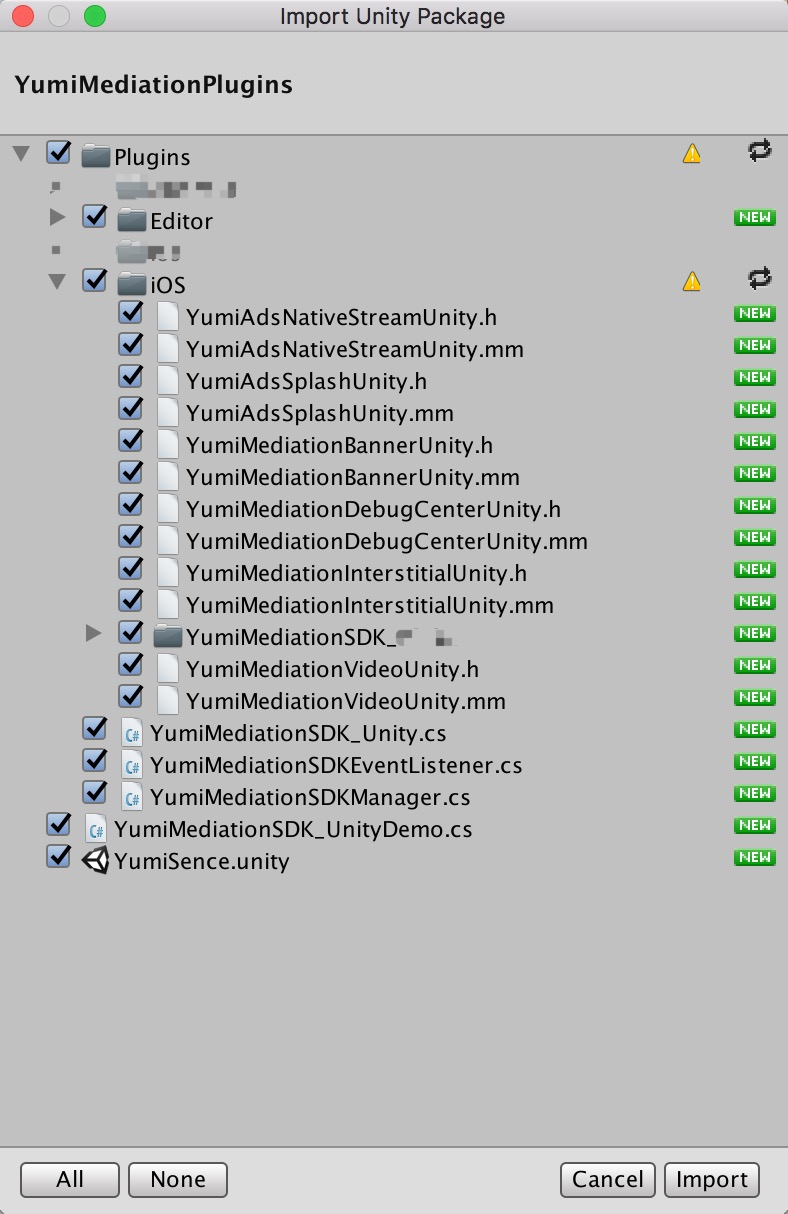 Import Unity Package
YumiMediationPlugins
Plugins
Editor NEW
iOS
YumiAdsNativeStreamUnity.h NEW
YumiAdsNativeStreamUnity.mm NEW
YumiAdsSplashUnity.h NEW
YumiAdsSplashUnity.mm NEW
YumiMediationBannerUnity.h NEW
YumiMediationBannerUnity.mm NEW
YumiMediationDebugCenterUnity.h NEW
YumiMediationDebugCenterUnity.mm NEW
YumiMediationInterstitialUnity.h NEW
YumiMediationInterstitialUnity.mm NEW
YumiMediationSDK_ NEW
YumiMediationVideoUnity.h NEW
YumiMediationVideoUnity.mm NEW
C# YumiMediationSDK_Unity.cs NEW
C# YumiMediationSDKEventListener.cs NEW
C# YumiMediationSDKManager.cs NEW
C# YumiMediationSDK_UnityDemo.cs NEW
YumiSence.unity NEW
All None Cancel Import